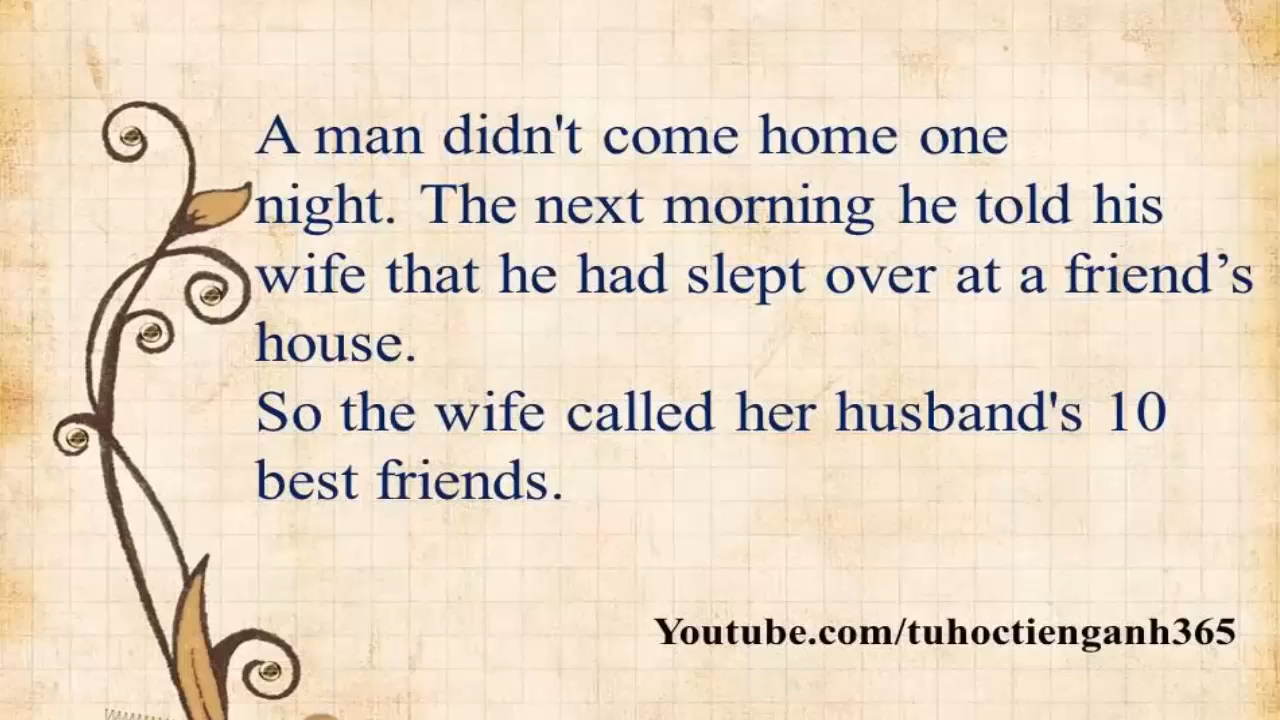 A man didn't come home one
night. The next morning he told his
wife that he had slept over at a friend’s
house.
So the wife called her husband's 10
best friends.
Youtube.com/tuhoctienganh365